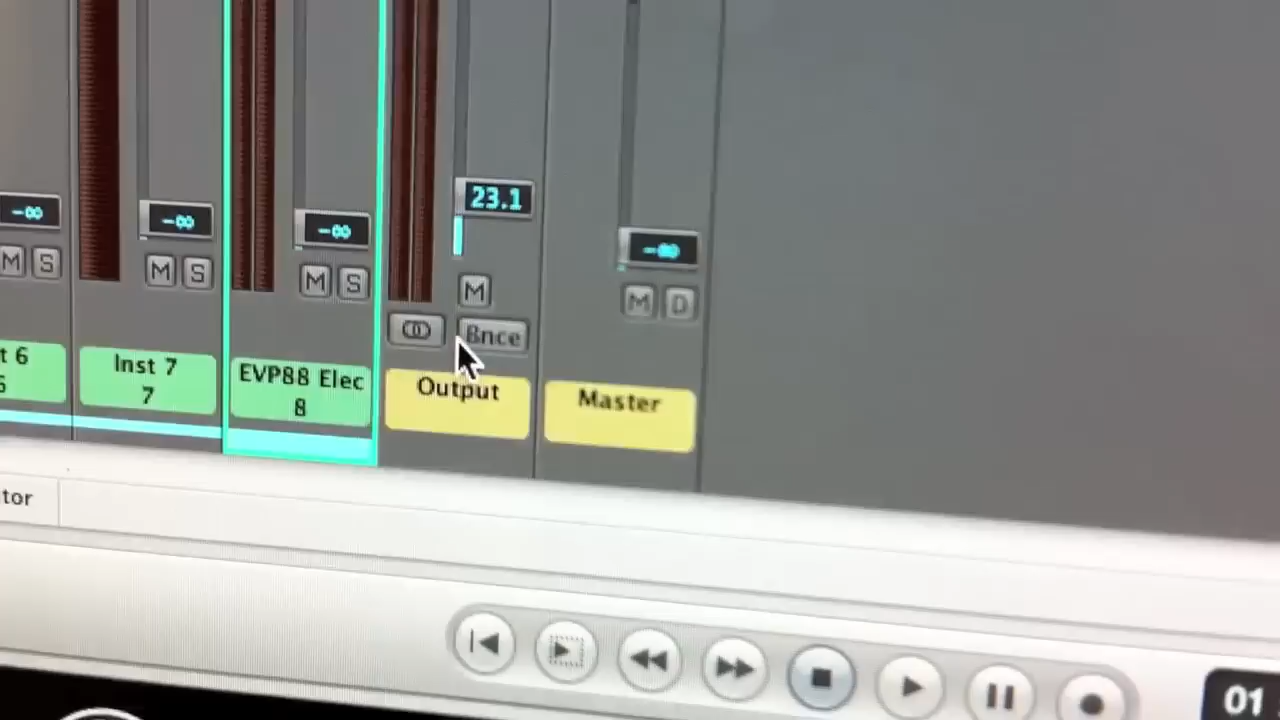 23.1
-∞
-∞
-∞
-∞
M S
M S
M S
M
M D
Bnce
t 6
6
Inst 7
7
EVP88 Elec
8
Output
Master
tor
01